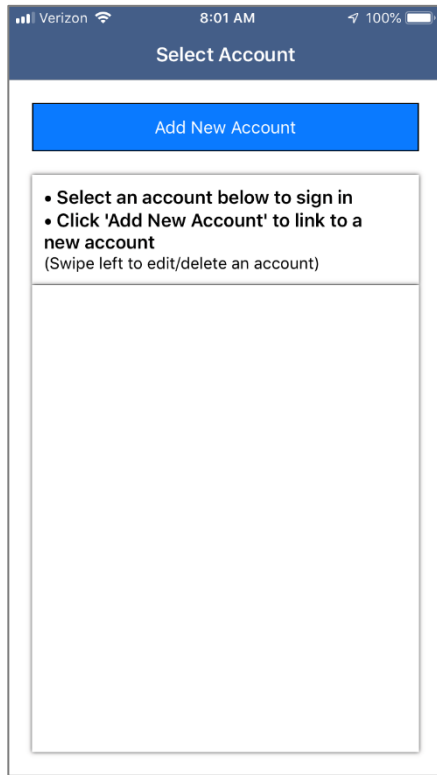 Verizon 8:01 AM 100%
Select Account
Add New Account
• Select an account below to sign in
• Click 'Add New Account' to link to a
new account
(Swipe left to edit/delete an account)